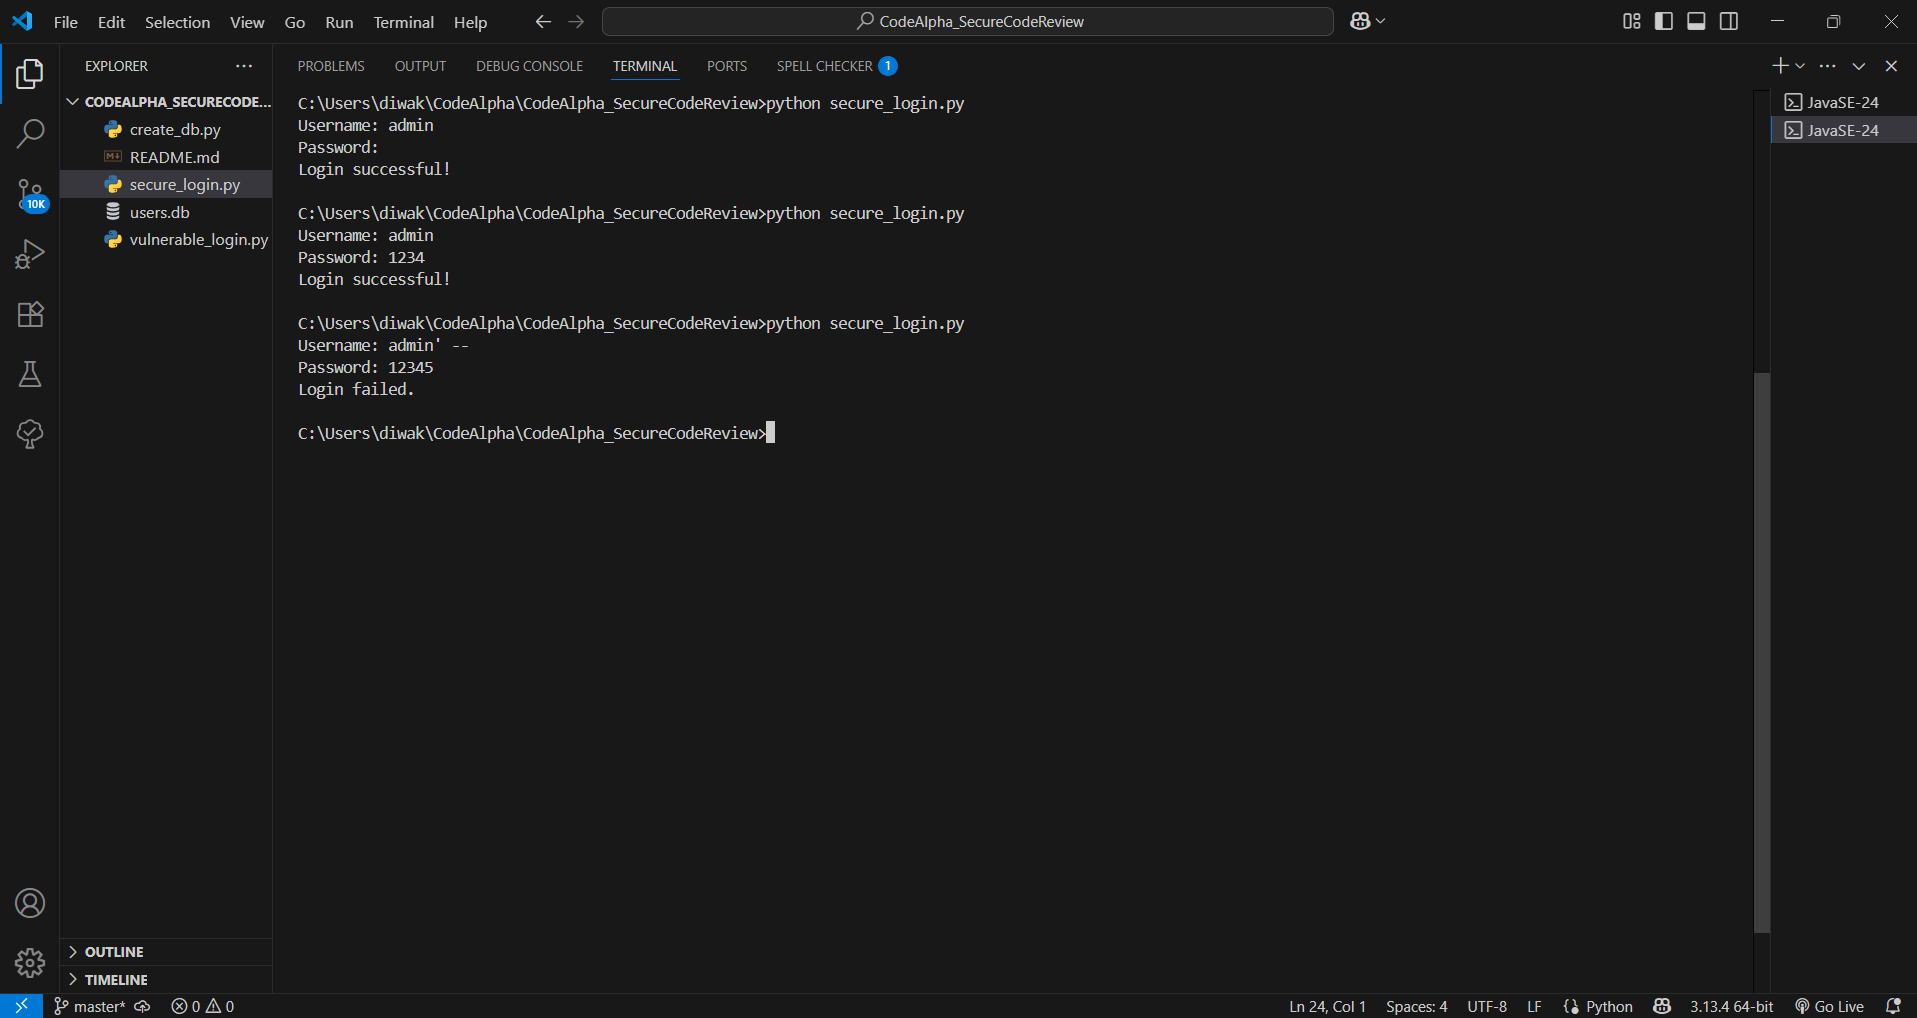 File Edit Selection View Go Run Terminal Help
CodeAlpha_SecureCodeReview
EXPLORER
PROBLEMS OUTPUT DEBUG CONSOLE TERMINAL PORTS SPELL CHECKER 1
CODEALPHA_SECURECODE...
create_db.py
README.md
secure_login.py
users.db
vulnerable_login.py
10K
C:\Users\diwak\CodeAlpha\CodeAlpha_SecureCodeReview>python secure_login.py
Username: admin
Password:
Login successful!
C:\Users\diwak\CodeAlpha\CodeAlpha_SecureCodeReview>python secure_login.py
Username: admin
Password: 1234
Login successful!
C:\Users\diwak\CodeAlpha\CodeAlpha_SecureCodeReview>python secure_login.py
Username: admin' --
Password: 12345
Login failed.
C:\Users\diwak\CodeAlpha\CodeAlpha_SecureCodeReview>
JavaSE-24
JavaSE-24
OUTLINE
TIMELINE
master* 0 0 Ln 24, Col 1 Spaces: 4 UTF-8 LF Python 3.13.4 64-bit Go Live